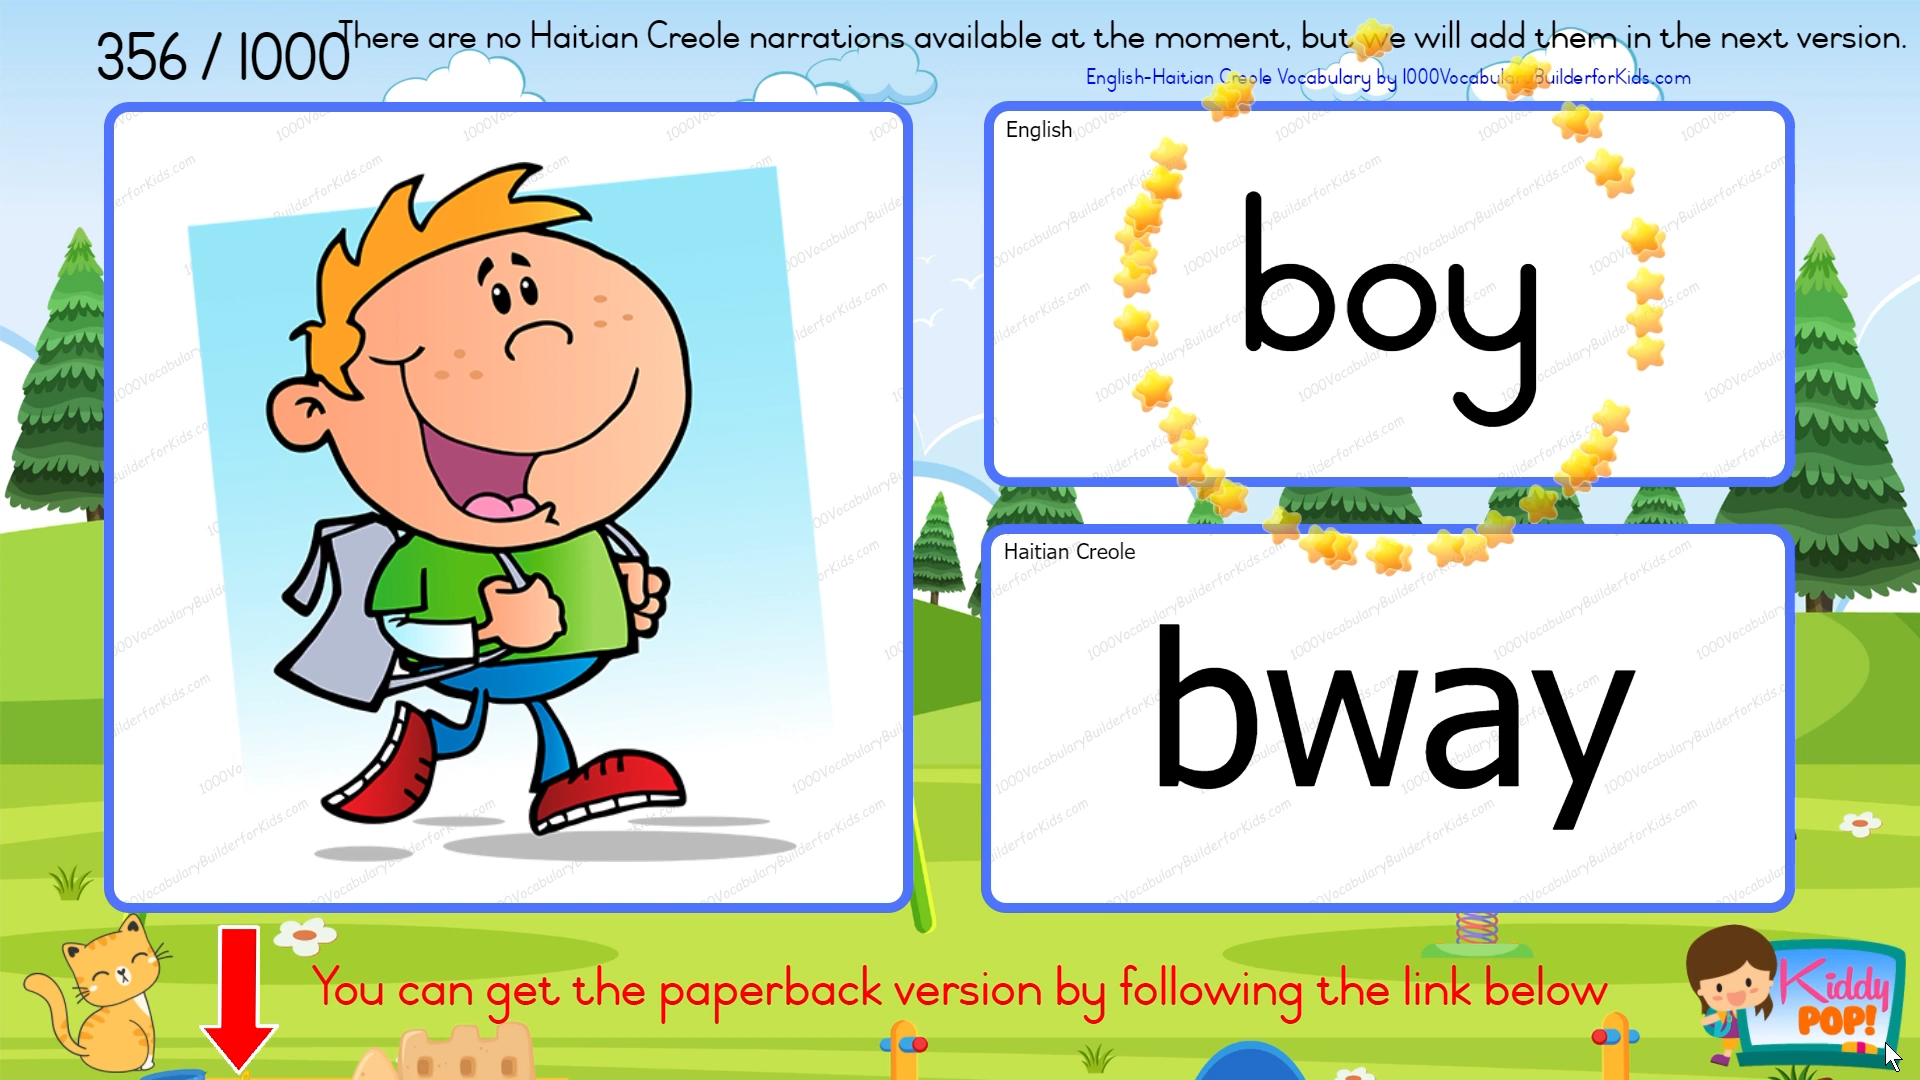 356 / 1000
There are no Haitian Creole narrations available at the moment, but we will add them in the next version.
English-Haitian Creole Vocabulary by 1000VocabularyBuilderforKids.com
English
boy
Haitian Creole
bway
You can get the paperback version by following the link below
Kiddy
POP!